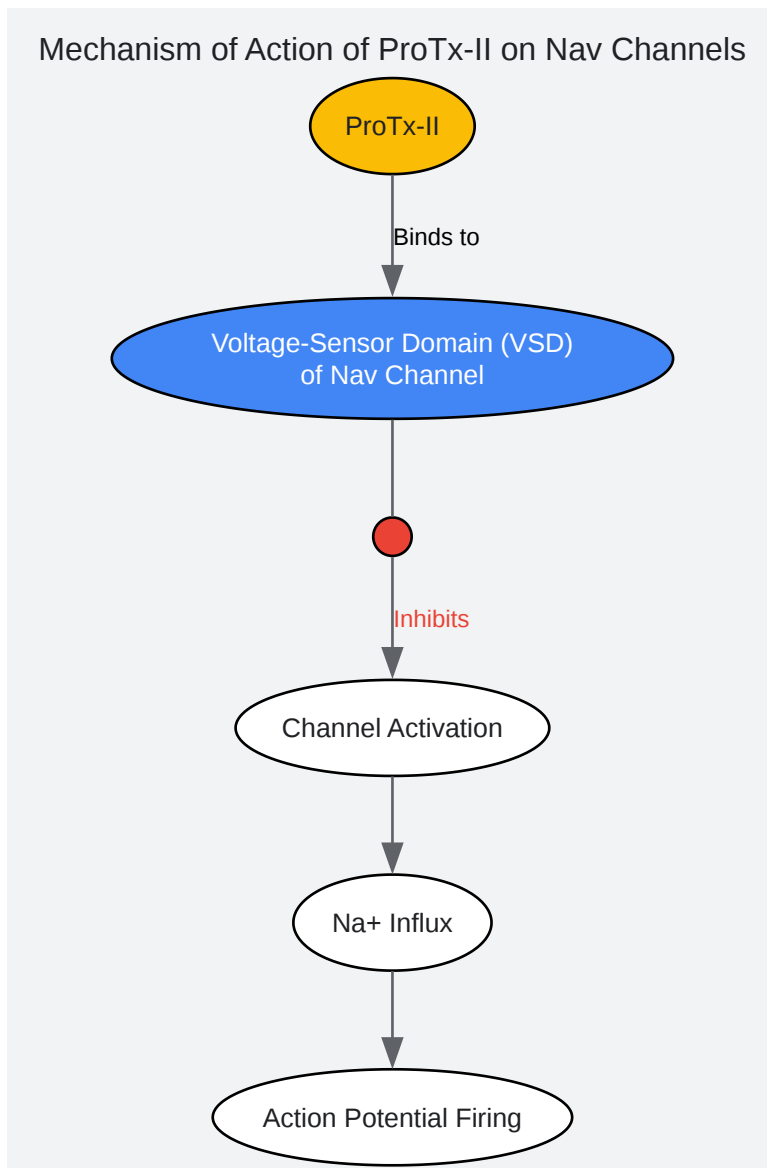 Mechanism of Action of ProTx-II on Nav Channels
ProTx-II
Binds to
Voltage-Sensor Domain (VSD)
of Nav Channel
Inhibits
Channel Activation
Na+ Influx
Action Potential Firing